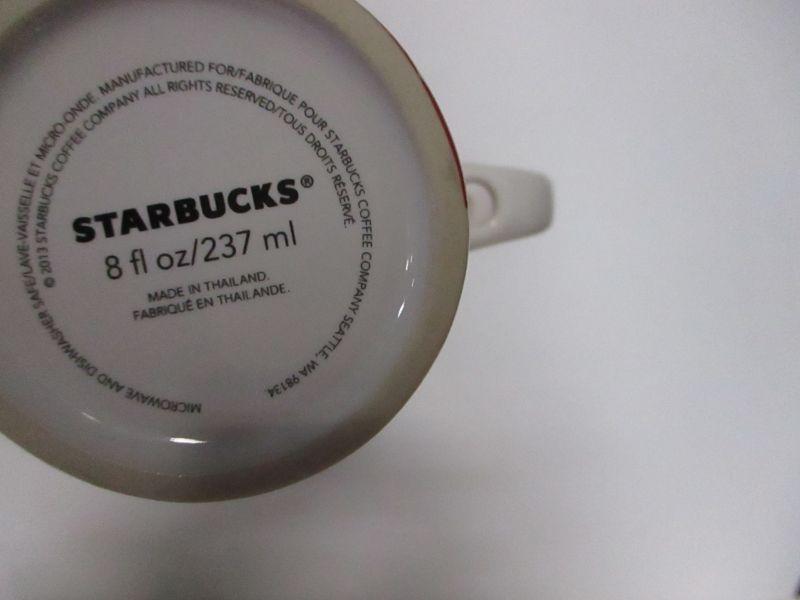 MICROWAVE AND DISHWASHER SAFE/LAVE-VAISSELLE ET MICRO-ONDE. MANUFACTURED FOR/FABRIQUE POUR STARBUCKS COFFEE COMPANY SEATTLE, WA 98134
© 2013 STARBUCKS COFFEE COMPANY ALL RIGHTS RESERVED/TOUS DROITS RÉSERVÉ.
STARBUCKS®
8 fl oz/237 ml
MADE IN THAILAND.
FABRIQUÉ EN THAILANDE.